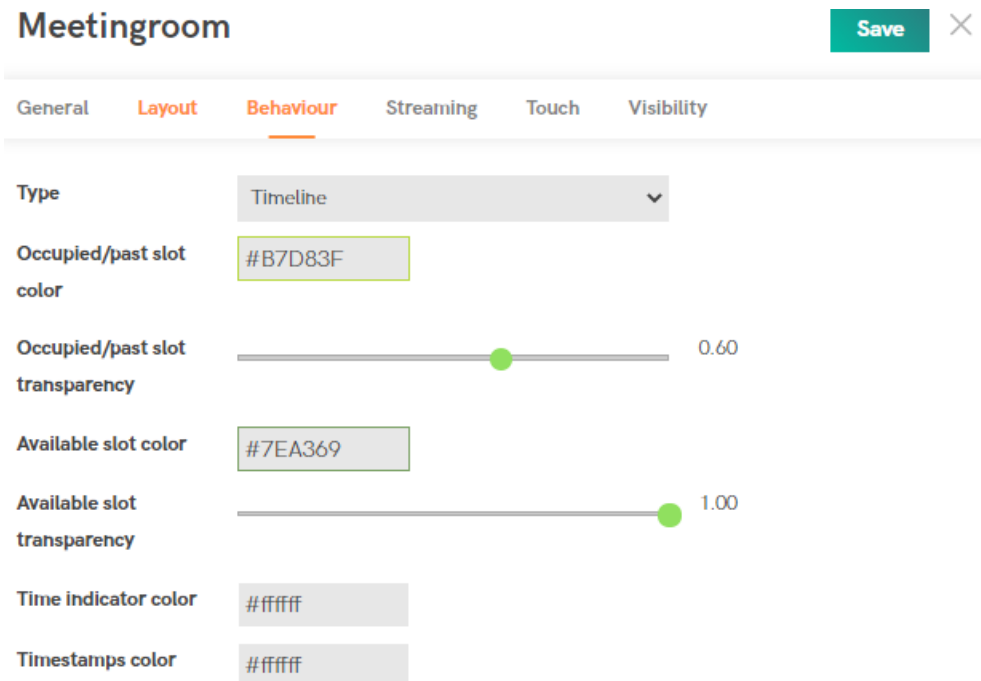 Meetingroom
Save
General Layout Behaviour Streaming Touch Visibility
Type
Timeline
Occupied/past slot
color
#B7D83F
Occupied/past slot
transparency
0.60
Available slot color
#7EA369
Available slot
transparency
1.00
Time indicator color
#ffffff
Timestamps color
#ffffff